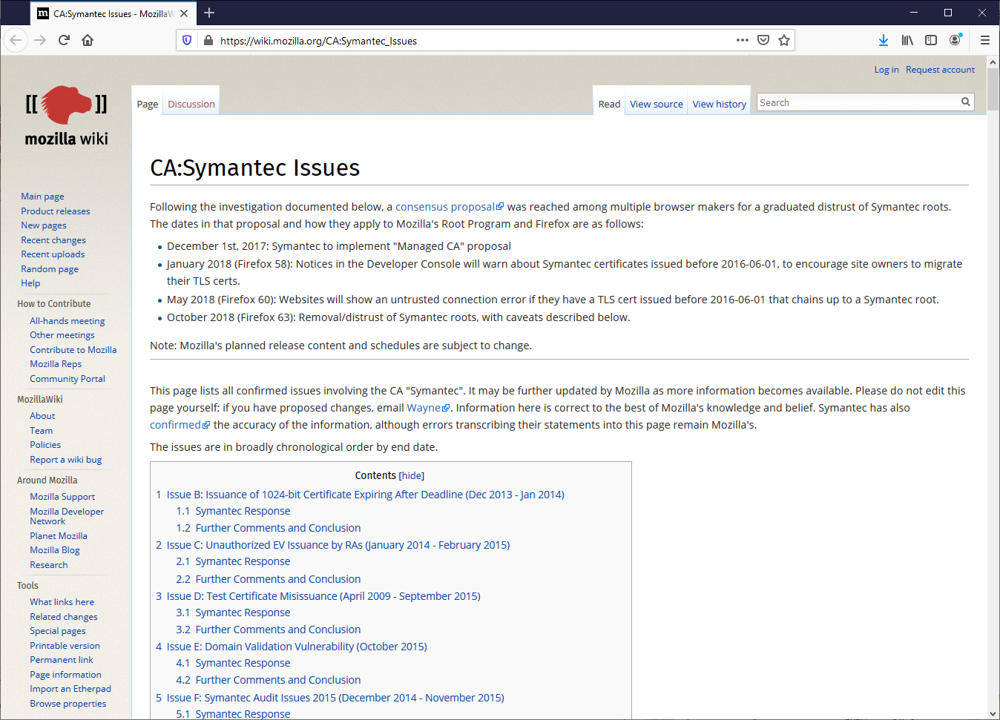 CA:Symantec Issues - MozillaW
https://wiki.mozilla.org/CA:Symantec_Issues
Log in Request account
[[ ]]
mozilla wiki
Page Discussion Read View source View history Search
CA:Symantec Issues
Following the investigation documented below, a consensus proposal was reached among multiple browser makers for a graduated distrust of Symantec roots.
The dates in that proposal and how they apply to Mozilla's Root Program and Firefox are as follows:
• December 1st, 2017: Symantec to implement "Managed CA" proposal
• January 2018 (Firefox 58): Notices in the Developer Console will warn about Symantec certificates issued before 2016-06-01, to encourage site owners to migrate
their TLS certs.
• May 2018 (Firefox 60): Websites will show an untrusted connection error if they have a TLS cert issued before 2016-06-01 that chains up to a Symantec root.
• October 2018 (Firefox 63): Removal/distrust of Symantec roots, with caveats described below.
Note: Mozilla's planned release content and schedules are subject to change.
This page lists all confirmed issues involving the CA "Symantec". It may be further updated by Mozilla as more information becomes available. Please do not edit this
page yourself; if you have proposed changes, email Wayne. Information here is correct to the best of Mozilla's knowledge and belief. Symantec has also
confirmed the accuracy of the information, although errors transcribing their statements into this page remain Mozilla's.
The issues are in broadly chronological order by end date.
Contents [hide]
1 Issue B: Issuance of 1024-bit Certificate Expiring After Deadline (Dec 2013 - Jan 2014)
1.1 Symantec Response
1.2 Further Comments and Conclusion
2 Issue C: Unauthorized EV Issuance by RAs (January 2014 - February 2015)
2.1 Symantec Response
2.2 Further Comments and Conclusion
3 Issue D: Test Certificate Misissuance (April 2009 - September 2015)
3.1 Symantec Response
3.2 Further Comments and Conclusion
4 Issue E: Domain Validation Vulnerability (October 2015)
4.1 Symantec Response
4.2 Further Comments and Conclusion
5 Issue F: Symantec Audit Issues 2015 (December 2014 - November 2015)
5.1 Symantec Response
Main page
Product releases
New pages
Recent changes
Recent uploads
Random page
Help
How to Contribute
All-hands meeting
Other meetings
Contribute to Mozilla
Mozilla Reps
Community Portal
MozillaWiki
About
Team
Policies
Report a wiki bug
Around Mozilla
Mozilla Support
Mozilla Developer
Network
Planet Mozilla
Mozilla Blog
Research
Tools
What links here
Related changes
Special pages
Printable version
Permanent link
Page information
Import an Etherpad
Browse properties